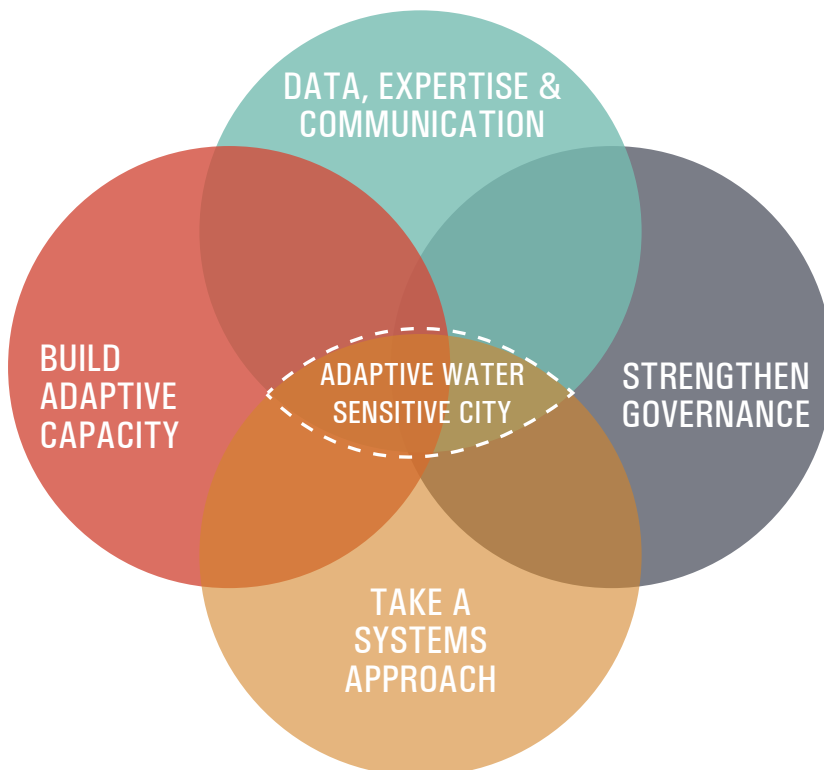 DATA, EXPERTISE &
COMMUNICATION
BUILD
ADAPTIVE
CAPACITY
ADAPTIVE WATER
SENSITIVE CITY
STRENGTHEN
GOVERNANCE
TAKE A
SYSTEMS
APPROACH